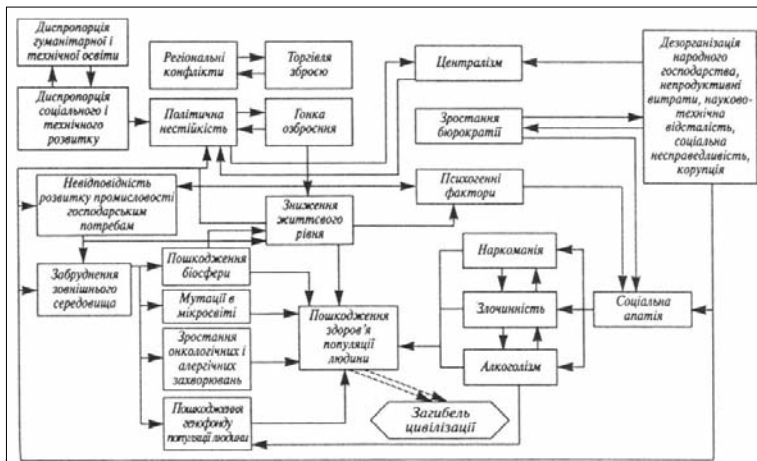 Диспропорція
гуманітарної і
технічної освіти
Регіональні
конфлікти
Торгівля
зброєю
Централізм
Дезорганізація
народного
господарства,
непродуктивні
витрати, науково-
технічна
відсталість,
соціальна
несправедливість,
корупція
Диспропорція
соціального і
технічного
розвитку
Політична
нестійкість
Гонка
озброєння
Зростання
бюрократії
Невідповідність
розвитку промисловості
господарським
потребам
Зниження
життєвого
рівня
Психогенні
фактори
Забруднення
зовнішнього
середовища
Пошкодження
біосфери
Мутації в
мікросвіті
Зростання
онкологічних і
алергічних
захворювань
Пошкодження
генофонду
популяції людини
Пошкодження
здоров'я
популяції
людини
Наркоманія
Злочинність
Алкоголізм
Соціальна
апатія
Загибель
цивілізації